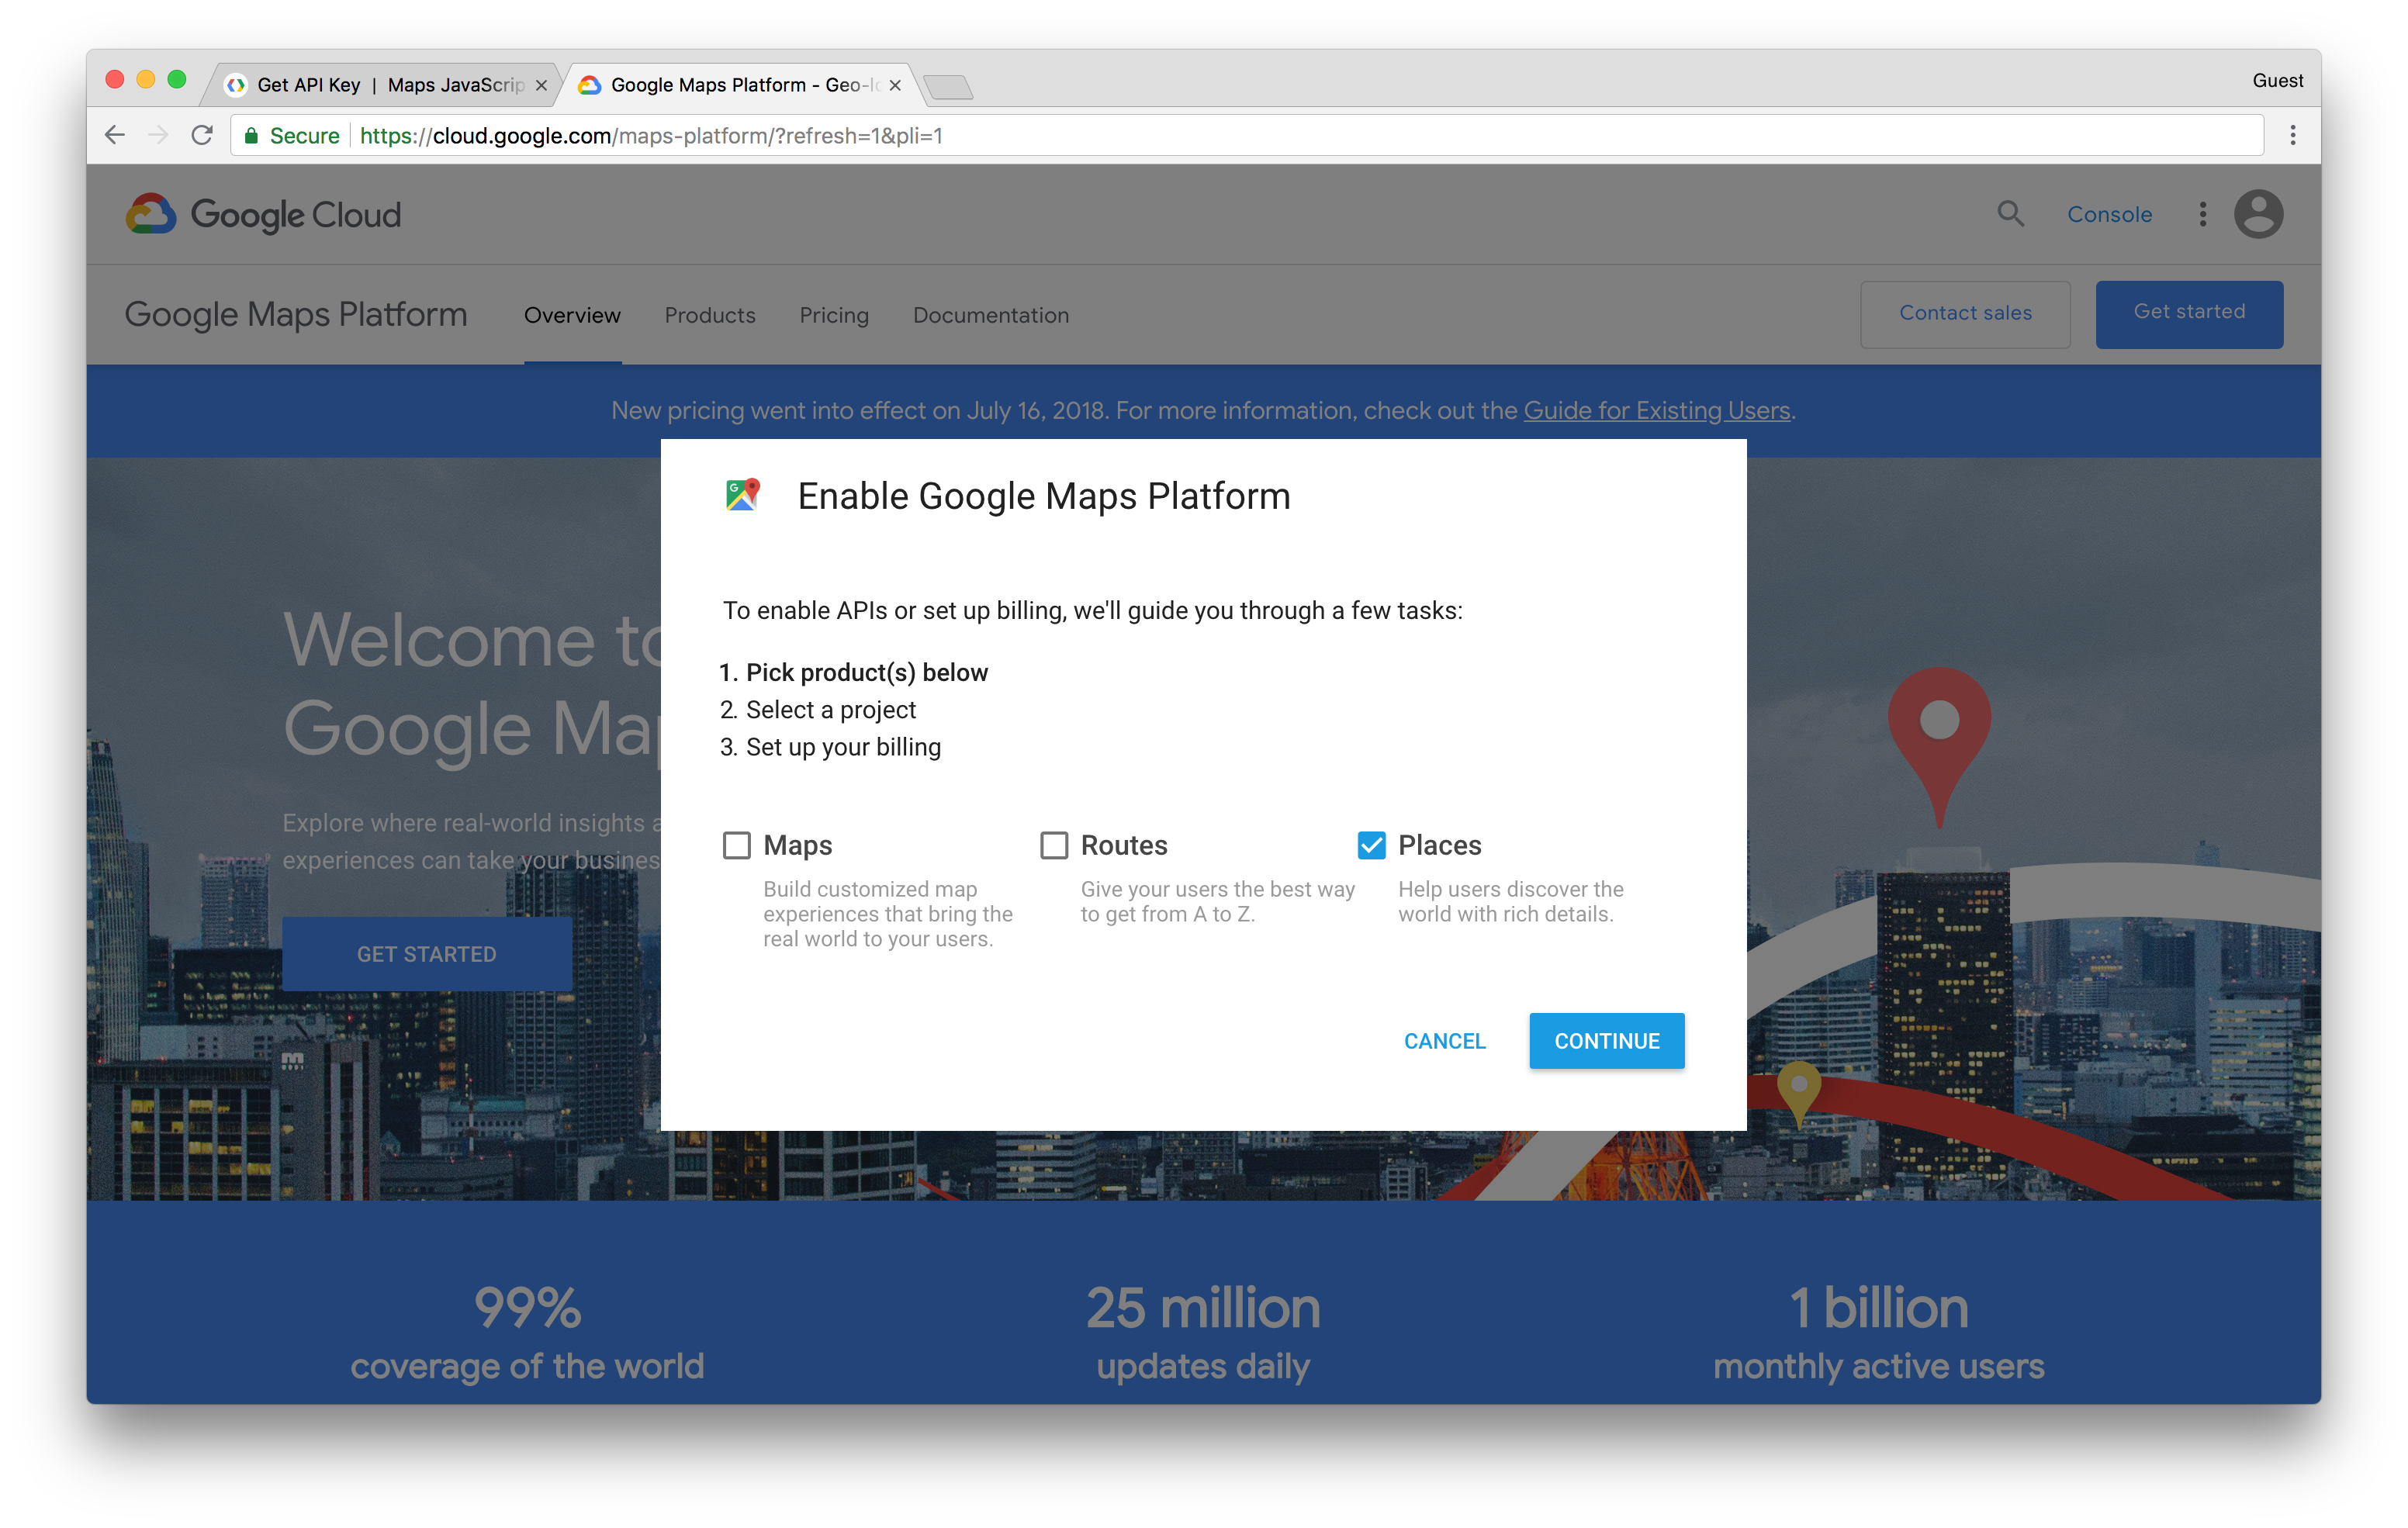 Get API Key | Maps JavaScrip
Google Maps Platform - Geo-lo
Guest
Secure https://cloud.google.com/maps-platform/?refresh=1&pli=1
Google Cloud
Console
Google Maps Platform
Overview
Products
Pricing
Documentation
Contact sales
Get started
New pricing went into effect on July 16, 2018. For more information, check out the Guide for Existing Users.
Welcome to
Google Map
Explore where real-world insights a
experiences can take your busines
GET STARTED
Enable Google Maps Platform
To enable APIs or set up billing, we'll guide you through a few tasks:
1. Pick product(s) below
2. Select a project
3. Set up your billing
Maps
Build customized map
experiences that bring the
real world to your users.
Routes
Give your users the best way
to get from A to Z.
Places
Help users discover the
world with rich details.
CANCEL
CONTINUE
99%
coverage of the world
25 million
updates daily
1 billion
monthly active users